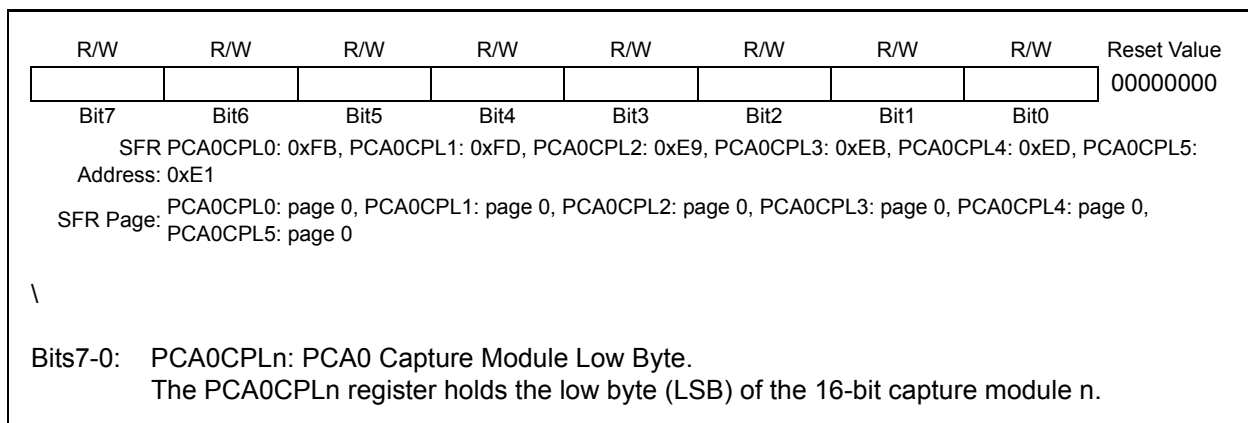 R/W R/W R/W R/W R/W R/W R/W R/W Reset Value
00000000
Bit7 Bit6 Bit5 Bit4 Bit3 Bit2 Bit1 Bit0
SFR PCA0CPL0: 0xFB, PCA0CPL1: 0xFD, PCA0CPL2: 0xE9, PCA0CPL3: 0xEB, PCA0CPL4: 0xED, PCA0CPL5:
Address: 0xE1
SFR Page: PCA0CPL0: page 0, PCA0CPL1: page 0, PCA0CPL2: page 0, PCA0CPL3: page 0, PCA0CPL4: page 0,
PCA0CPL5: page 0
\
Bits7-0: PCA0CPLn: PCA0 Capture Module Low Byte.
The PCA0CPLn register holds the low byte (LSB) of the 16-bit capture module n.